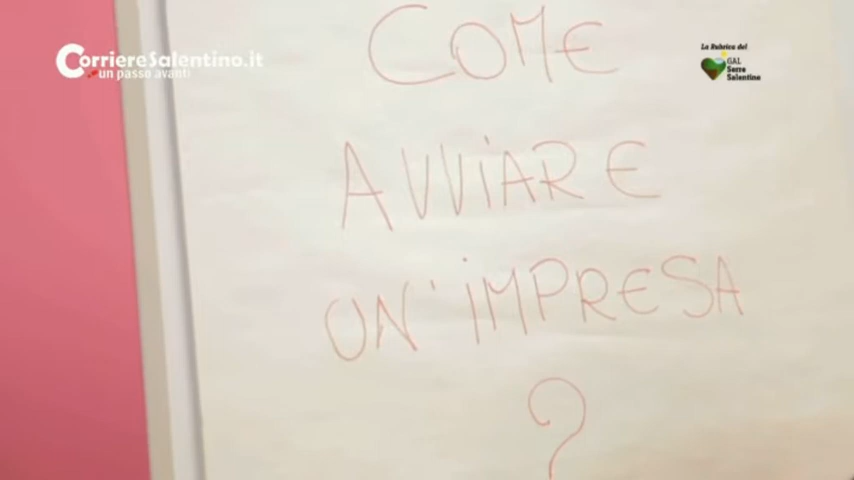 CorriereSalentino.it
un passo avanti
La Rubrica del
GAL
Serre
Salentine
COME
AVVIARE
UN'IMPRESA
?